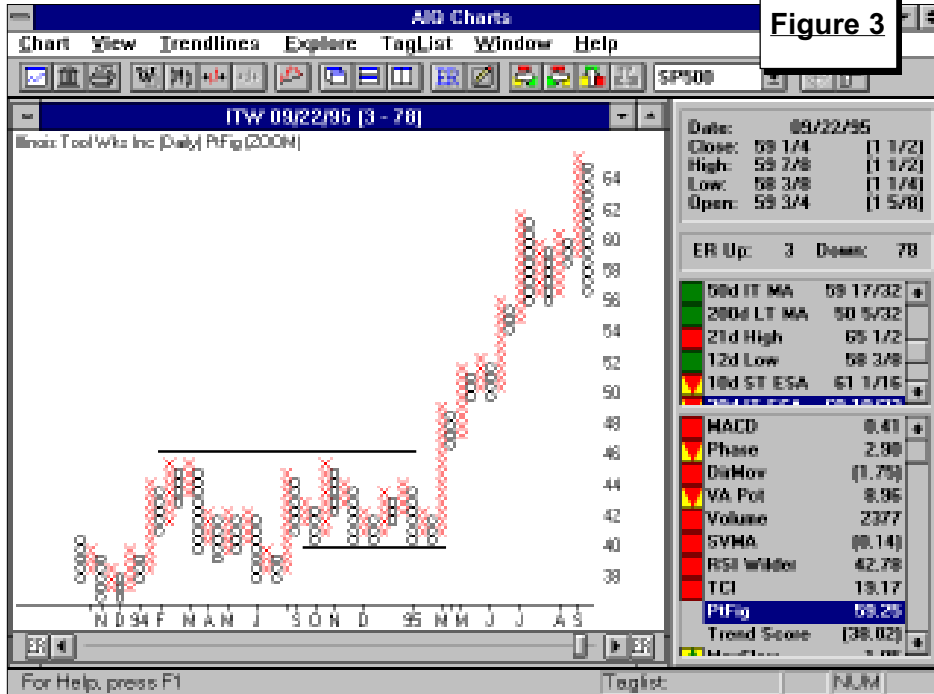 AIQ Charts
Figure 3
Chart View Trendlines Explore TagList Window Help
ER
SP500
ITW 09/22/95 (3 - 78)
Illinois Tool Wks Inc (Daily) PtFig (ZOOM)
64
62
60
58
56
54
52
50
48
46
44
42
40
38
N D 94 F M A M J S O N D 95 M M J J A S
ER ER
Date: 09/22/95
Close: 59 1/4 (1 1/2)
High: 59 7/8 (1 1/2)
Low: 58 3/8 (1 1/4)
Open: 59 3/4 (1 5/8)
ER Up: 3 Down: 78
50d IT MA 59 17/32
200d LT MA 50 5/32
21d High 65 1/2
12d Low 58 3/8
10d ST ESA 61 1/16
MACD 0.41
Phase 2.90
DirMov (1.75)
VA Pct 8.96
Volume 2377
SVMA (0.14)
RSI Wilder 42.78
TCI 19.17
PtFig 59.25
Trend Score (38.02)
For Help, press F1
Taglist:
NUM